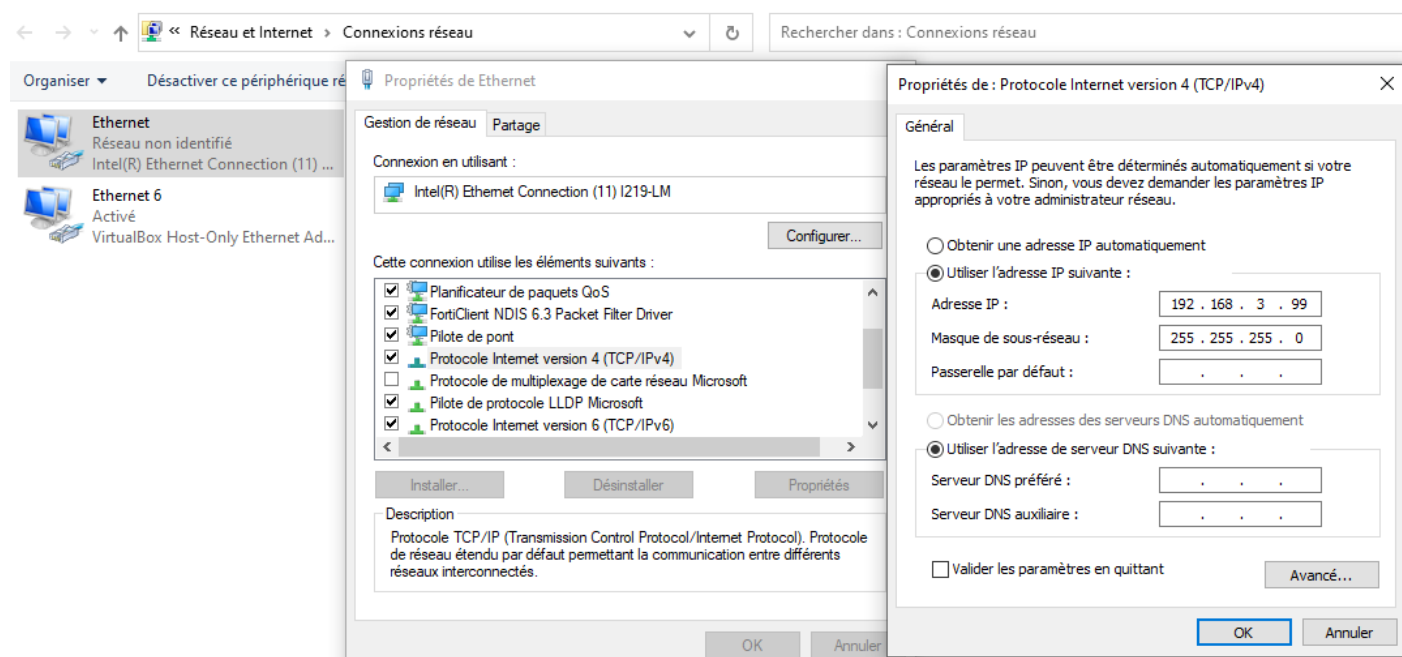 « Réseau et Internet › Connexions réseau
Rechercher dans : Connexions réseau
Organiser
Désactiver ce périphérique ré
Ethernet
Réseau non identifié
Intel(R) Ethernet Connection (11) ...
Ethernet 6
Activé
VirtualBox Host-Only Ethernet Ad...
Propriétés de Ethernet
Gestion de réseau
Partage
Connexion en utilisant :
Intel(R) Ethernet Connection (11) I219-LM
Configurer...
Cette connexion utilise les éléments suivants :
Planificateur de paquets QoS
FortiClient NDIS 6.3 Packet Filter Driver
Pilote de pont
Protocole Internet version 4 (TCP/IPv4)
Protocole de multiplexage de carte réseau Microsoft
Pilote de protocole LLDP Microsoft
Protocole Internet version 6 (TCP/IPv6)
Installer...
Désinstaller
Propriétés
Description
Protocole TCP/IP (Transmission Control Protocol/Internet Protocol). Protocole
de réseau étendu par défaut permettant la communication entre différents
réseaux interconnectés.
OK
Annuler
Propriétés de : Protocole Internet version 4 (TCP/IPv4)
Général
Les paramètres IP peuvent être déterminés automatiquement si votre
réseau le permet. Sinon, vous devez demander les paramètres IP
appropriés à votre administrateur réseau.
Obtenir une adresse IP automatiquement
Utiliser l'adresse IP suivante :
Adresse IP : 192 . 168 . 3 . 99
Masque de sous-réseau : 255 . 255 . 255 . 0
Passerelle par défaut : . . .
Obtenir les adresses des serveurs DNS automatiquement
Utiliser l'adresse de serveur DNS suivante :
Serveur DNS préféré : . . .
Serveur DNS auxiliaire : . . .
Valider les paramètres en quittant
Avancé...
OK
Annuler